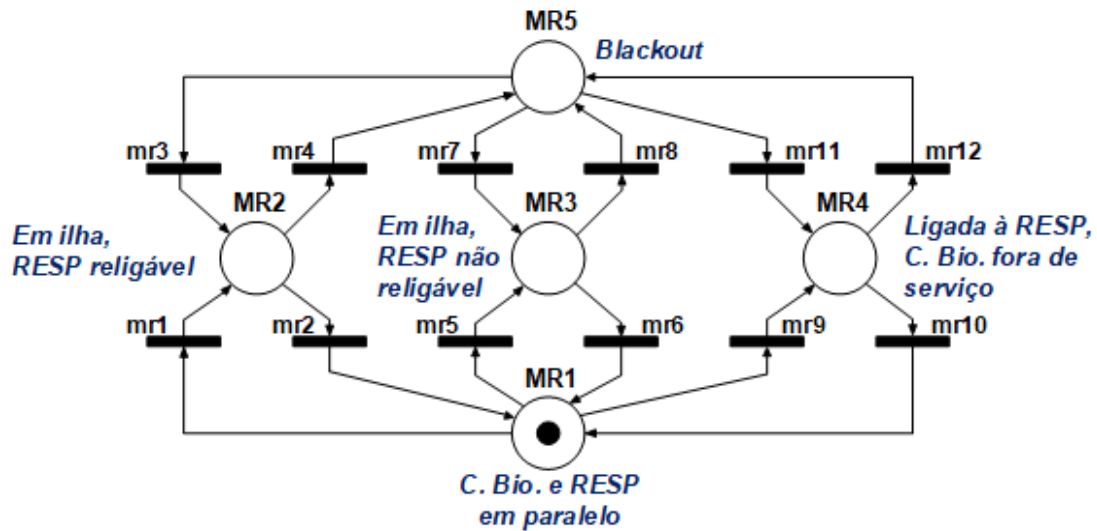 MR5
Blackout
mr3
mr4
mr7
mr8
mr11
mr12
MR2
MR3
MR4
Em ilha,
RESP religável
Em ilha,
RESP não
religável
Ligada à RESP,
C. Bio. fora de
serviço
mr1
mr2
mr5
mr6
mr9
mr10
MR1
C. Bio. e RESP
em paralelo